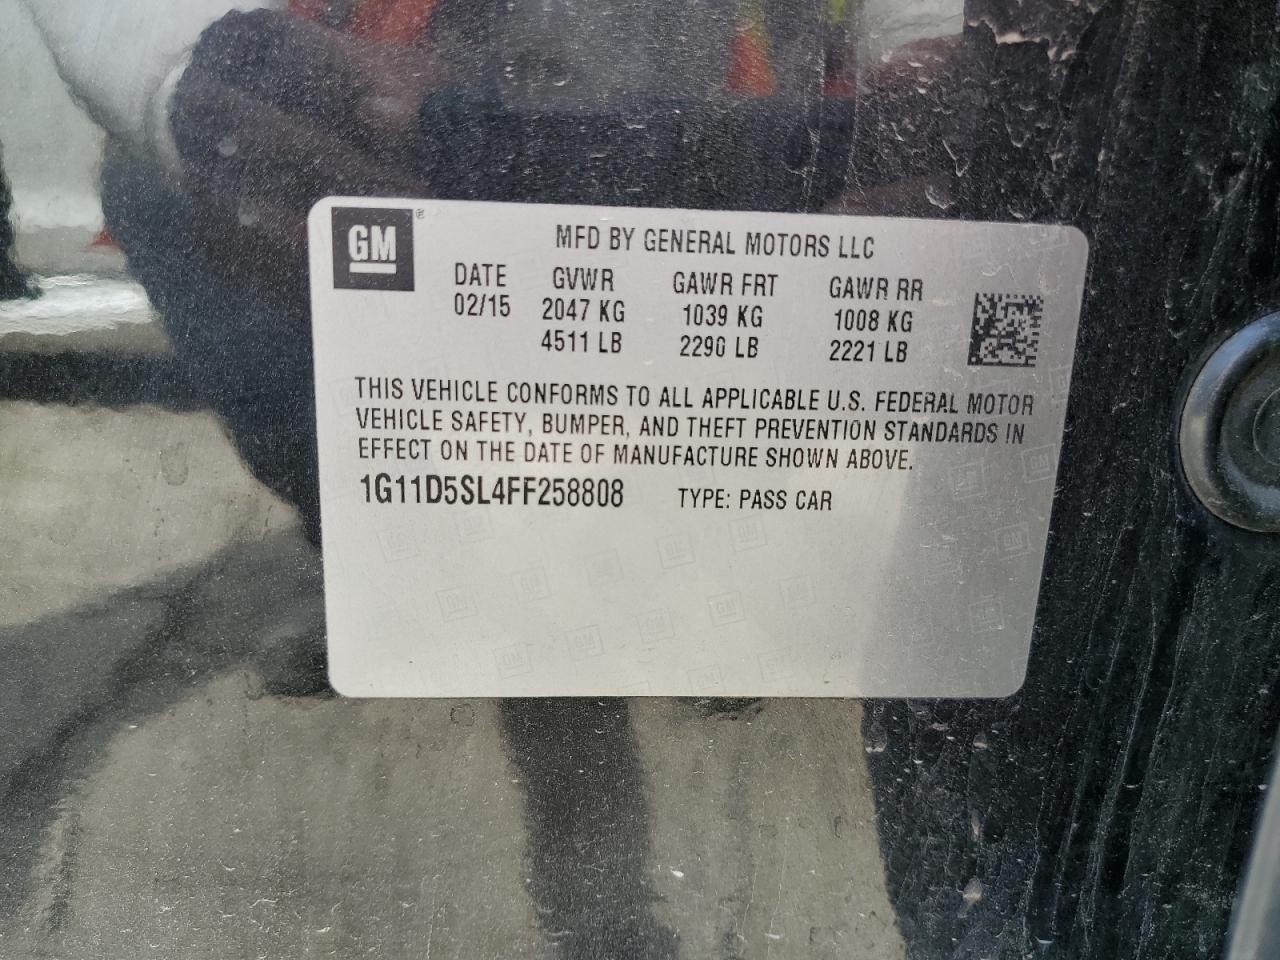 GM ®
MFD BY GENERAL MOTORS LLC
DATE GVWR GAWR FRT GAWR RR
02/15 2047 KG 1039 KG 1008 KG
4511 LB 2290 LB 2221 LB
THIS VEHICLE CONFORMS TO ALL APPLICABLE U.S. FEDERAL MOTOR
VEHICLE SAFETY, BUMPER, AND THEFT PREVENTION STANDARDS IN
EFFECT ON THE DATE OF MANUFACTURE SHOWN ABOVE.
1G11D5SL4FF258808 TYPE: PASS CAR